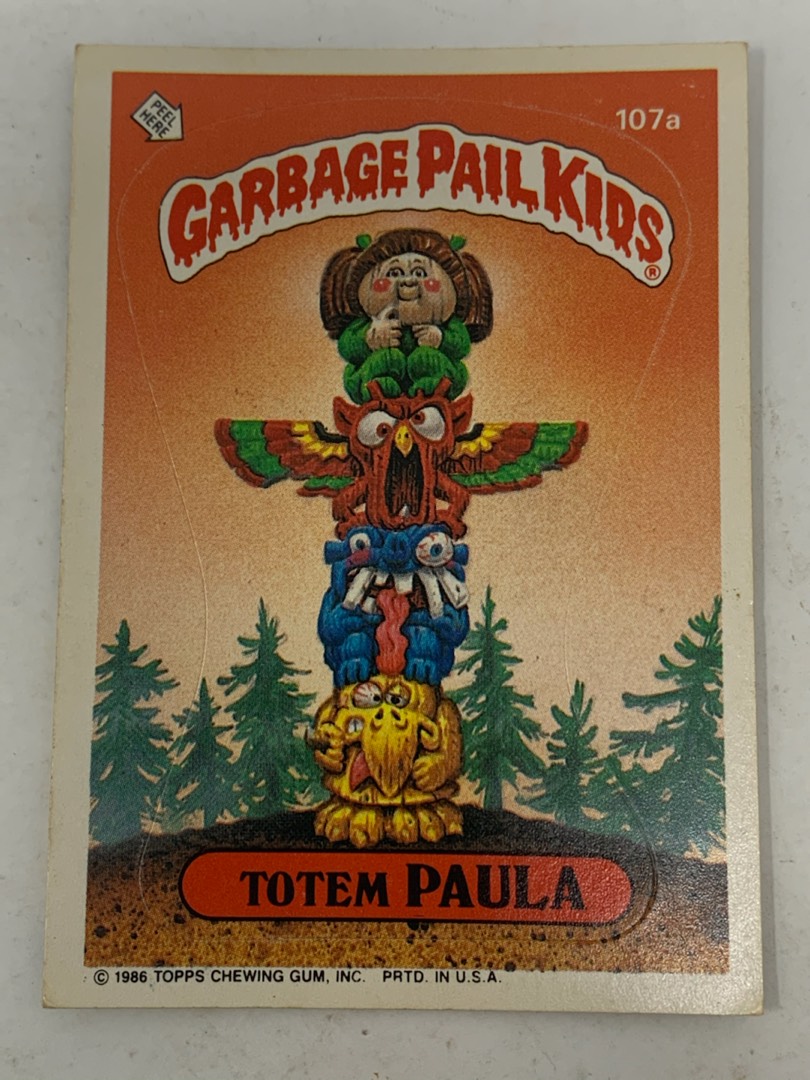 PEEL
HERE
107a
GARBAGE PAIL KIDS®
TOTEM PAULA
© 1986 TOPPS CHEWING GUM, INC. PRTD. IN U.S.A.